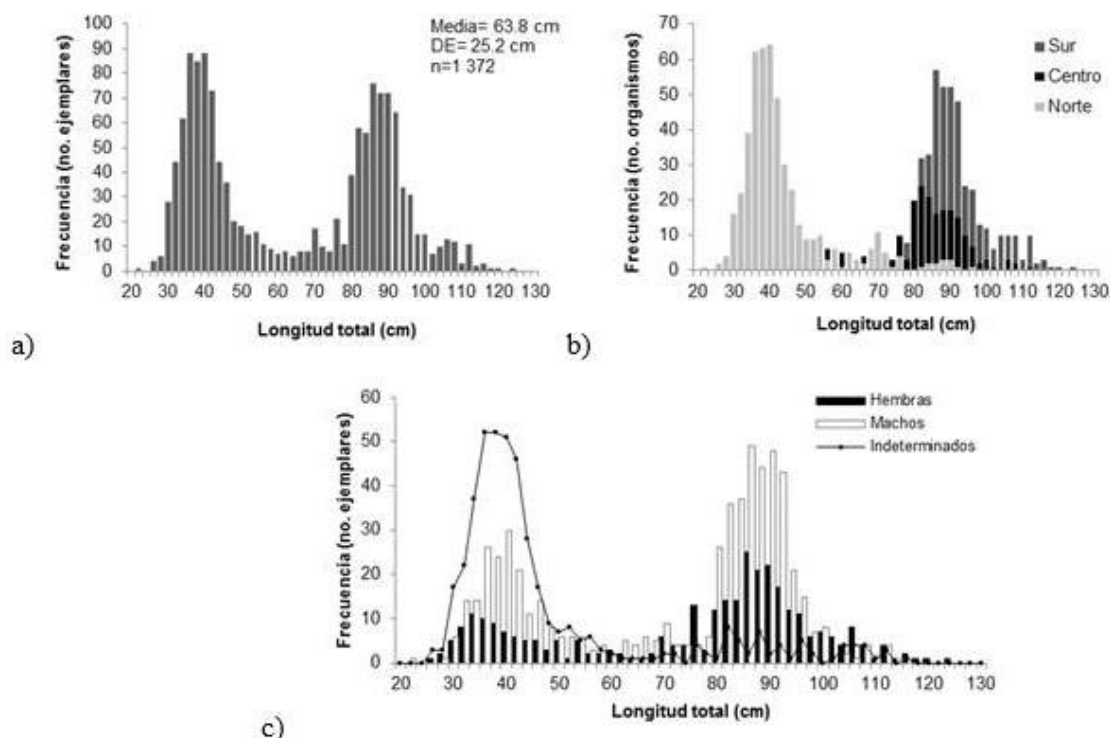 Frecuencia (no. ejemplares)
100
90
80
70
60
50
40
30
20
10
0
Media= 63.8 cm
DE= 25.2 cm
n=1 372
20 30 40 50 60 70 80 90 100 110 120 130
Longitud total (cm)
a)
Frecuencia (no. organismos)
70
60
50
40
30
20
10
0
Sur
Centro
Norte
20 30 40 50 60 70 80 90 100 110 120 130
Longitud total (cm)
b)
Frecuencia (no. ejemplares)
60
50
40
30
20
10
0
Hembras
Machos
Indeterminados
20 30 40 50 60 70 80 90 100 110 120 130
Longitud total (cm)
c)